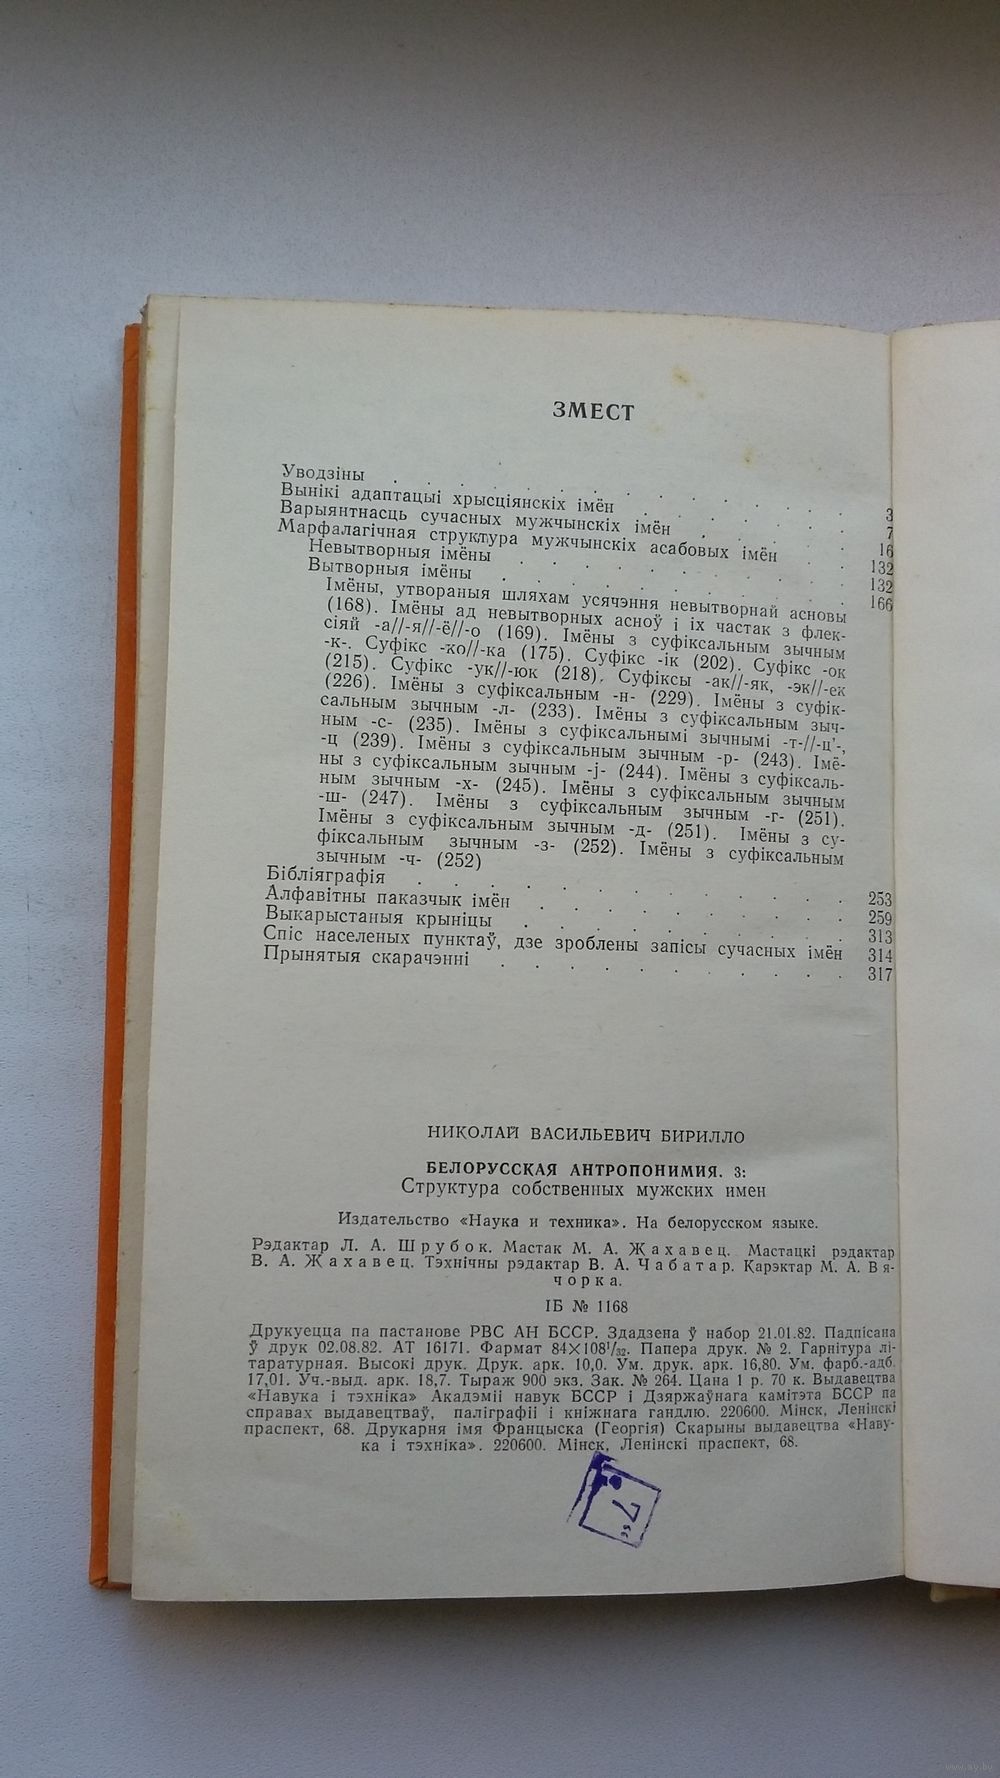 ЗМЕСТ
Уводзіны . . . . . . . . . . . 3
Вынікі адаптацыі хрысціянскіх імён . . . . . 7
Варыянтнасць сучасных мужчынскіх імён . . . . 16
Марфалагічная структура мужчынскіх асабовых імён . . 132
Невытворныя імёны . . . . . . . . . 132
Вытворныя імёны . . . . . . . . . 166
Імёны, утвораныя шляхам усячэння невытворнай асновы
(168). Імёны ад невытворных асноў і іх частак з флек-
сіяй -а//-я//-ё//-о (169). Імёны з суфіксальным зычным
-к-. Суфікс -ко//-ка (175). Суфікс -ік (202). Суфікс -ок
(215). Суфікс -ук//-юк (218). Суфіксы -ак//-як, -эк//-ек
(226). Імёны з суфіксальным -н- (229). Імёны з суфік-
сальным зычным -л- (233). Імёны з суфіксальным зыч-
ным -с- (235). Імёны з суфіксальнымі зычнымі -т-//-ц’-,
-ц (239). Імёны з суфіксальным зычным -р- (243). Імё-
ны з суфіксальным зычным -j- (244). Імёны з суфіксаль-
ным зычным -х- (245). Імёны з суфіксальным зычным
-ш- (247). Імёны з суфіксальным зычным -г- (251).
Імёны з суфіксальным зычным -д- (251). Імёны з су-
фіксальным зычным -з- (252). Імёны з суфіксальным
зычным -ч- (252)
Бібліяграфія . . . . . . . . . . 253
Алфавітны паказчык імён . . . . . . . . 259
Выкарыстаныя крыніцы . . . . . . . . 313
Спіс населеных пунктаў, дзе зроблены запісы сучасных імён 314
Прынятыя скарачэнні . . . . . . . . . 317
НИКОЛАЙ ВАСИЛЬЕВИЧ БИРИЛЛО
БЕЛОРУССКАЯ АНТРОПОНИМИЯ. 3:
Структура собственных мужских имен
Издательство «Наука и техника». На белорусском языке.
Рэдактар Л. А. Шрубок. Мастак М. А. Жахавец. Мастацкі рэдактар
В. А. Жахавец. Тэхнічны рэдактар В. А. Чабатар. Карэктар М. А. Вя-
чорка.
ІБ № 1168
Друкуецца па пастанове РВС АН БССР. Здадзена ў набор 21.01.82. Падпісана
ў друк 02.08.82. АТ 16171. Фармат 84×108¹/₃₂. Папера друк. № 2. Гарнітура лі-
таратурная. Высокі друк. Друк. арк. 10,0. Ум. друк. арк. 16,80. Ум. фарб.-адб.
17,01. Уч.-выд. арк. 18,7. Тыраж 900 экз. Зак. № 264. Цана 1 р. 70 к. Выдавецтва
«Навука і тэхніка» Акадэміі навук БССР і Дзяржаўнага камітэта БССР па
справах выдавецтваў, паліграфіі і кніжнага гандлю. 220600. Мінск, Ленінскі
праспект, 68. Друкарня імя Францыска (Георгія) Скарыны выдавецтва «Наву-
ка і тэхніка». 220600. Мінск, Ленінскі праспект, 68.